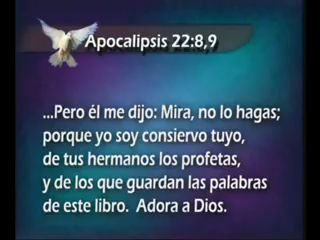 Apocalipsis 22:8,9
...Pero él me dijo: Mira, no lo hagas;
porque yo soy consiervo tuyo,
de tus hermanos los profetas,
y de los que guardan las palabras
de este libro. Adora a Dios.